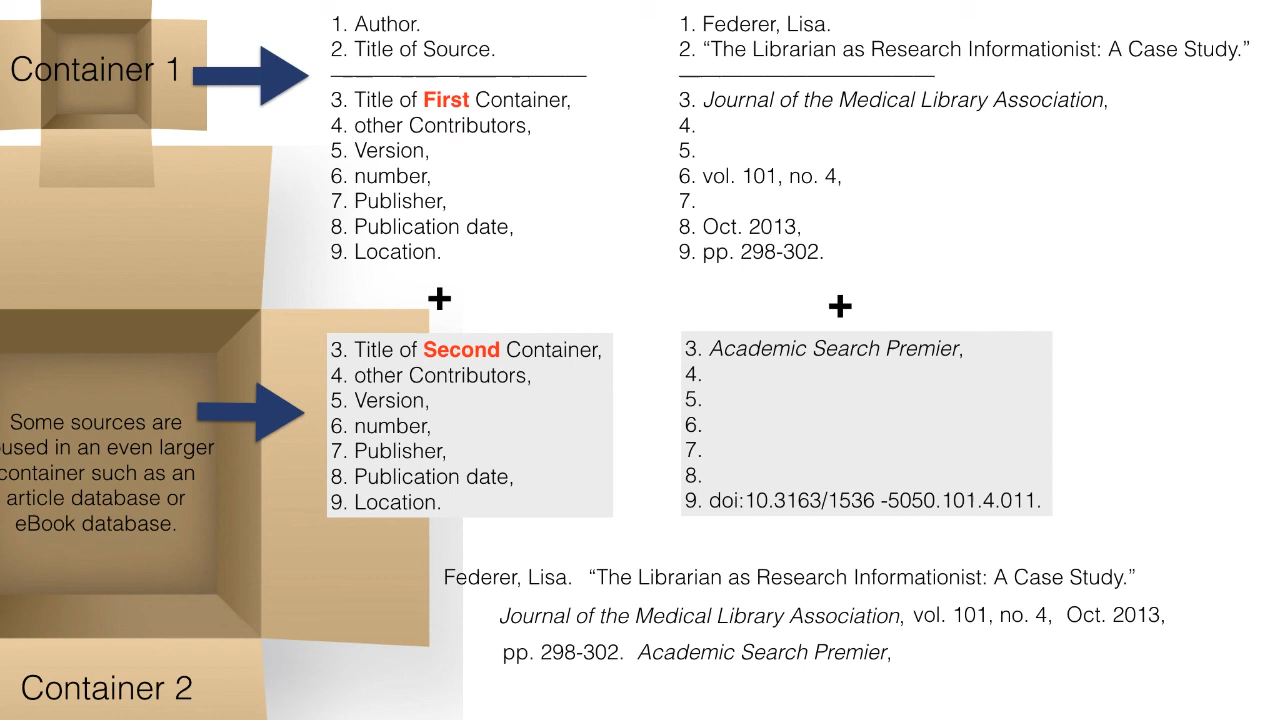 Container 1
1. Author.
2. Title of Source.
3. Title of First Container,
4. other Contributors,
5. Version,
6. number,
7. Publisher,
8. Publication date,
9. Location.
+
3. Title of Second Container,
4. other Contributors,
5. Version,
6. number,
7. Publisher,
8. Publication date,
9. Location.
1. Federer, Lisa.
2. “The Librarian as Research Informationist: A Case Study.”
3. Journal of the Medical Library Association,
4.
5.
6. vol. 101, no. 4,
7.
8. Oct. 2013,
9. pp. 298-302.
+
3. Academic Search Premier,
4.
5.
6.
7.
8.
9. doi:10.3163/1536 -5050.101.4.011.
Some sources are
used in an even larger
container such as an
article database or
eBook database.
Container 2
Federer, Lisa. “The Librarian as Research Informationist: A Case Study.”
Journal of the Medical Library Association, vol. 101, no. 4, Oct. 2013,
pp. 298-302. Academic Search Premier,